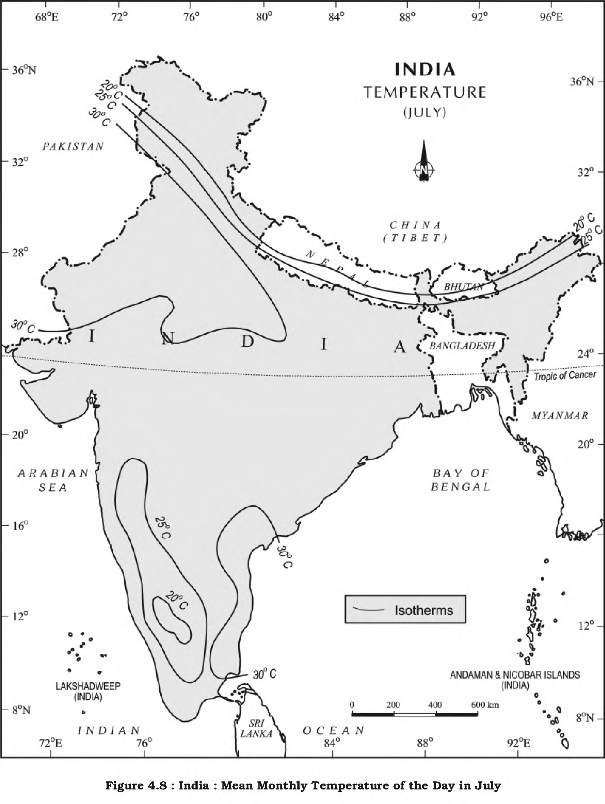 68°E 72°E 76°E 80°E 84°E 88°E 92°E 96°E
INDIA
TEMPERATURE
(JULY)
N
36°N
36°N
20°C
25°C
30°C
PAKISTAN
32°
32°
CHINA
(TIBET)
20°C
25°C
28°
28°
NEPAL
BHUTAN
30°C
I N D I A
BANGLADESH
24°
Tropic of Cancer
MYANMAR
20°
20°
ARABIAN
SEA
BAY OF
BENGAL
25°C
30°C
16°
20°C
Isotherms
12°
12°
30°C
LAKSHADWEEP
(INDIA)
ANDAMAN & NICOBAR ISLANDS
(INDIA)
0 200 400 600 km
8°N
8°N
SRI
LANKA
INDIAN OCEAN
72°E 76° 80° 84° 88° 92°E
Figure 4.8 : India : Mean Monthly Temperature of the Day in July